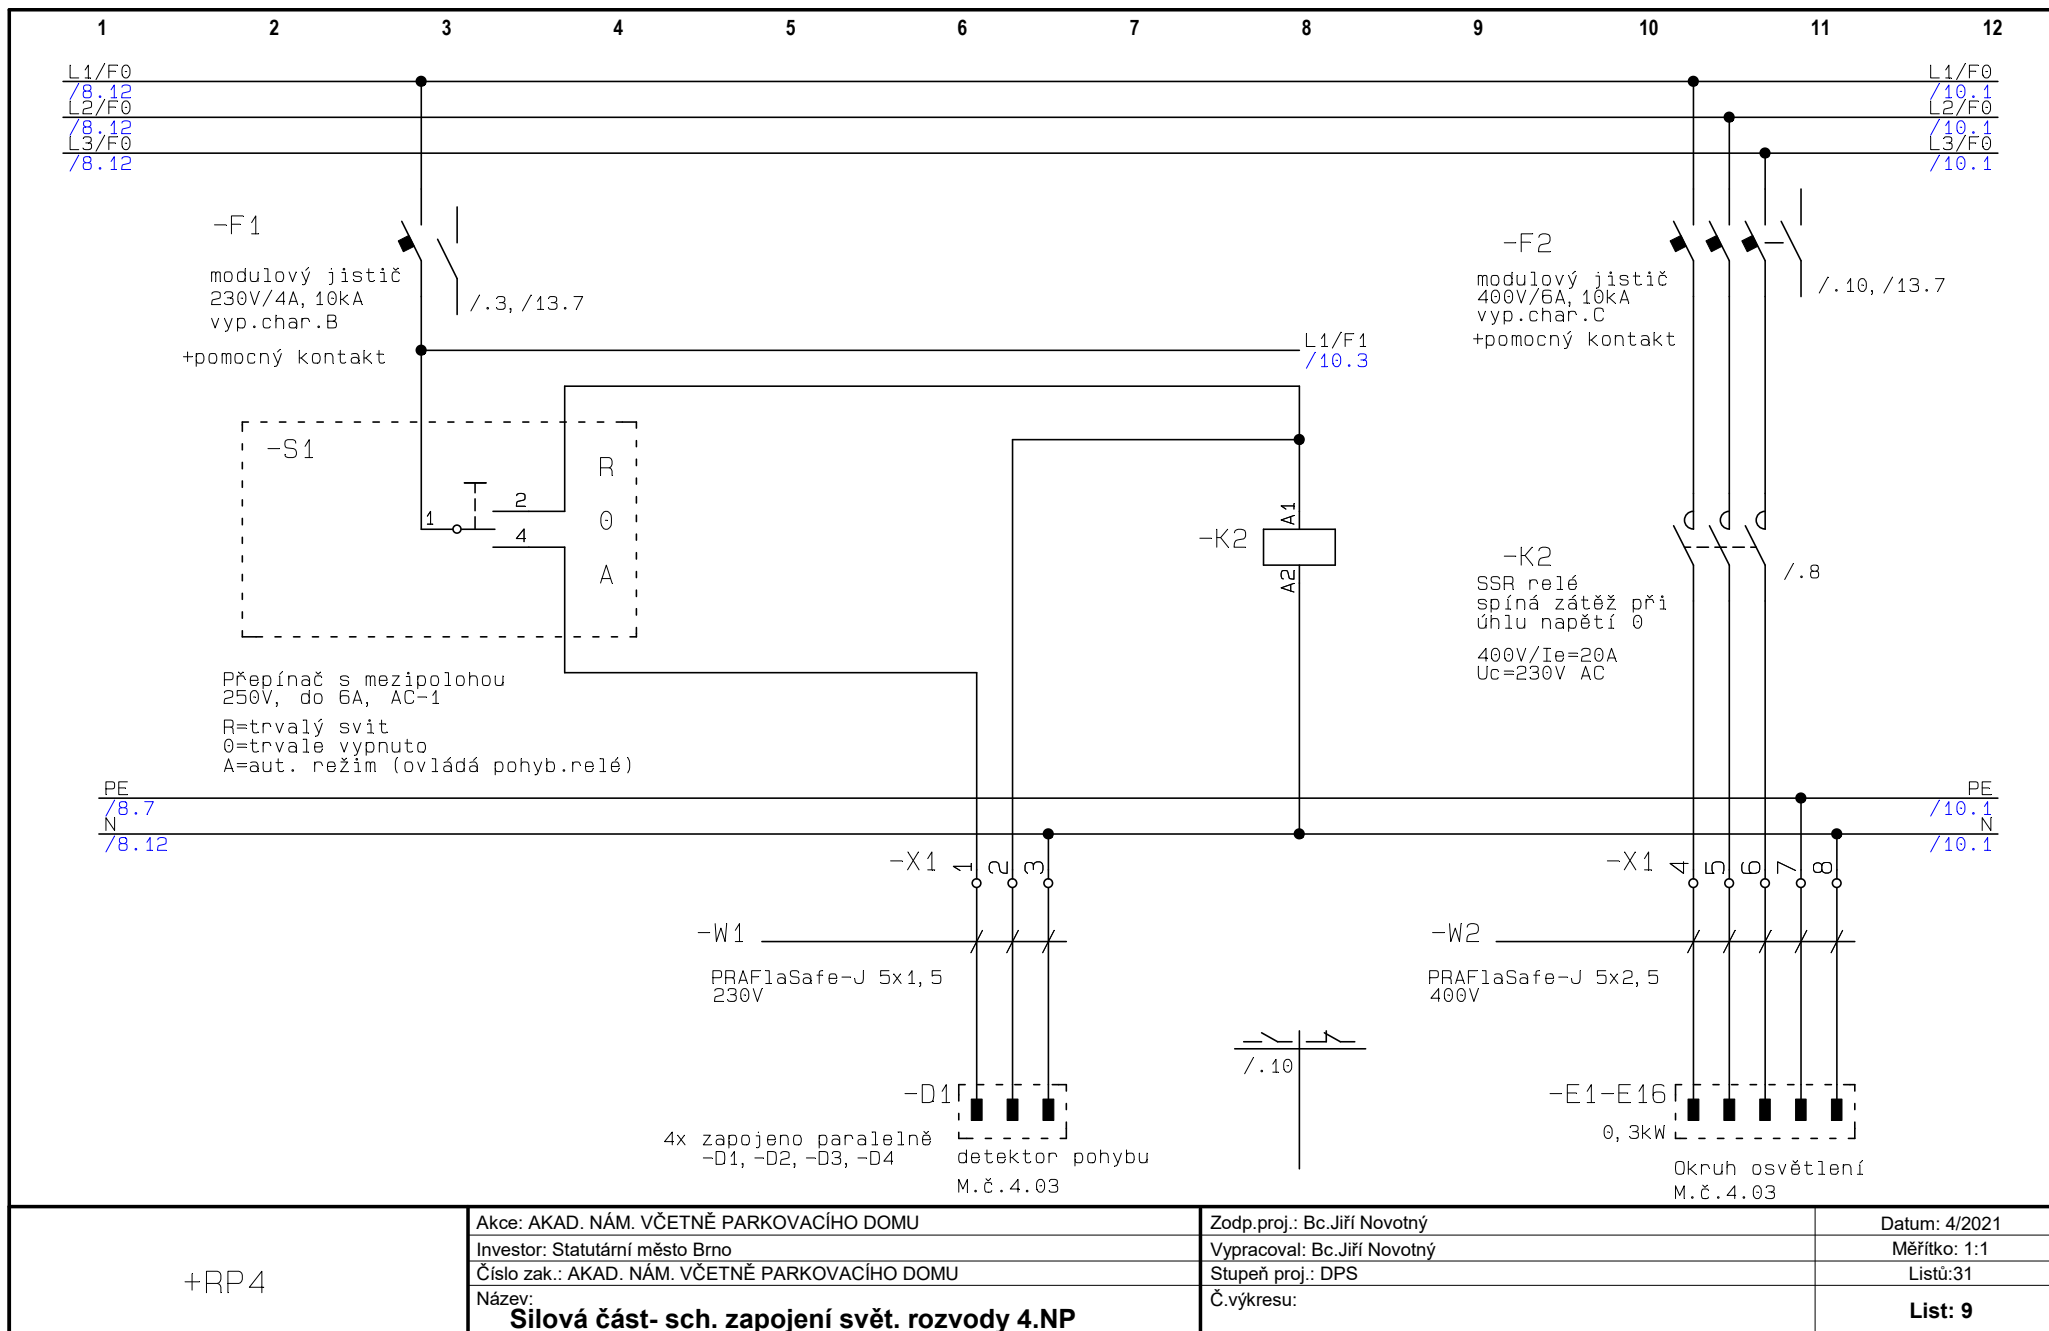 1 2 3 4 5 6 7 8 9 10 11 12
L1/F0
/8.12
L2/F0
/8.12
L3/F0
/8.12
L1/F0
/10.1
L2/F0
/10.1
L3/F0
/10.1
-F1
modulový jistič
230V/4A, 10kA
vyp.char.B
+pomocný kontakt
/.3, /13.7
L1/F1
/10.3
-F2
modulový jistič
400V/6A, 10kA
vyp.char.C
+pomocný kontakt
/.10, /13.7
-S1
R
0
A
1
2
4
Přepínač s mezipolohou
250V, do 6A, AC-1
R=trvalý svit
0=trvale vypnuto
A=aut. režim (ovládá pohyb.relé)
-K2
A1
A2
-K2
SSR relé
spíná zátěž při
úhlu napětí 0
400V/Ie=20A
Uc=230V AC
/.8
PE
/8.7
N
/8.12
PE
/10.1
N
/10.1
-X1 1 2 3
-X1 4 5 6 7 8
-W1
PRAFlaSafe-J 5x1,5
230V
-W2
PRAFlaSafe-J 5x2,5
400V
/.10
-D1
4x zapojeno paralelně
-D1, -D2, -D3, -D4
detektor pohybu
M.č.4.03
-E1-E16
0,3kW
Okruh osvětlení
M.č.4.03
+RP4
Akce: AKAD. NÁM. VČETNĚ PARKOVACÍHO DOMU
Investor: Statutární město Brno
Číslo zak.: AKAD. NÁM. VČETNĚ PARKOVACÍHO DOMU
Název:
Silová část- sch. zapojení svět. rozvody 4.NP
Zodp.proj.: Bc.Jiří Novotný
Vypracoval: Bc.Jiří Novotný
Stupeň proj.: DPS
Č.výkresu:
Datum: 4/2021
Měřítko: 1:1
Listů:31
List: 9